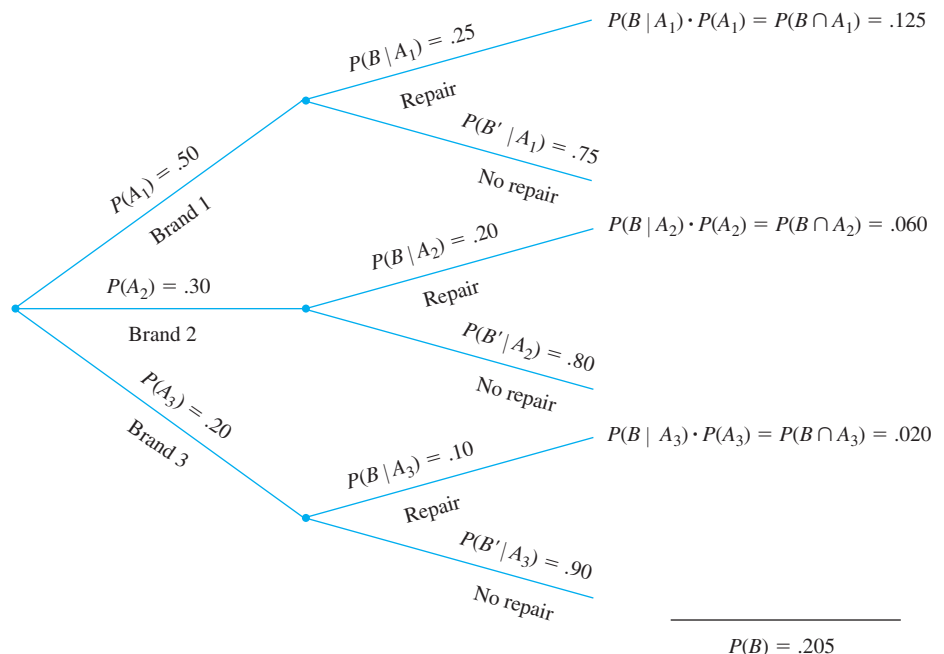 P(B | A₁) · P(A₁) = P(B ∩ A₁) = .125
P(B | A₁) = .25
Repair
P(B′ | A₁) = .75
No repair
P(A₁) = .50
Brand 1
P(B | A₂) · P(A₂) = P(B ∩ A₂) = .060
P(B | A₂) = .20
Repair
P(A₂) = .30
Brand 2
P(B′ | A₂) = .80
No repair
P(A₃) = .20
Brand 3
P(B | A₃) · P(A₃) = P(B ∩ A₃) = .020
P(B | A₃) = .10
Repair
P(B′ | A₃) = .90
No repair
P(B) = .205